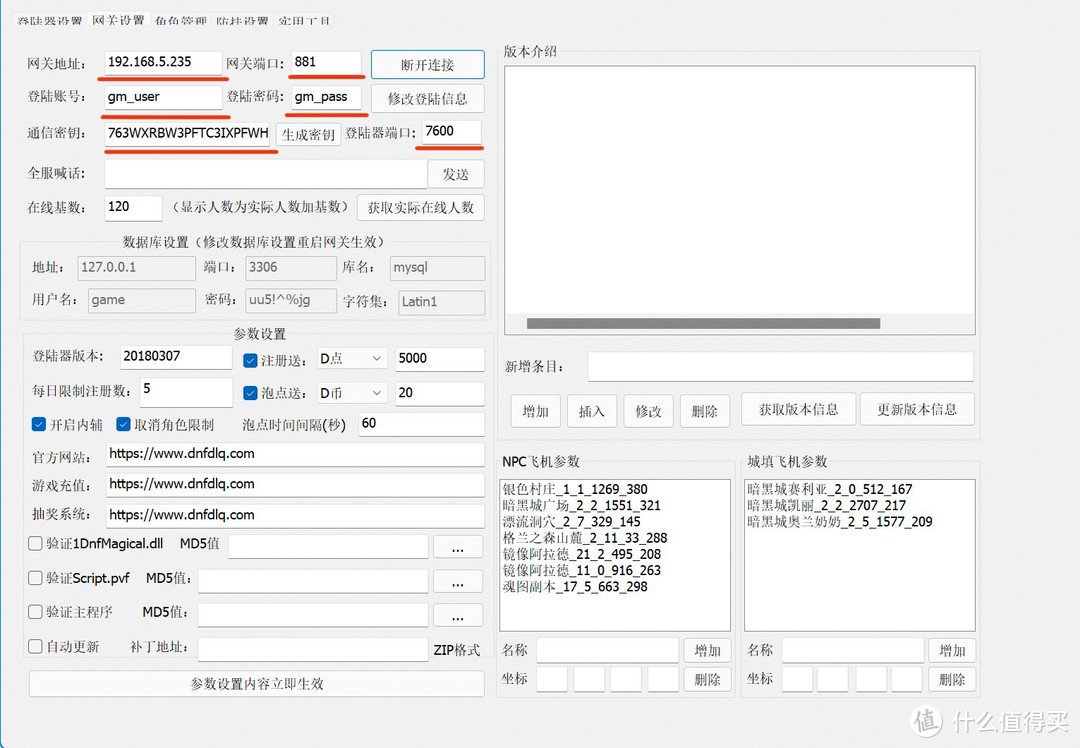 登陆器设置 网关设置 角色管理 防挂设置 实用工具
网关地址: 192.168.5.235 网关端口: 881 断开连接
登陆账号: gm_user 登陆密码: gm_pass 修改登陆信息
通信密钥: 763WXRBW3PFTC3IXPFWH 生成密钥 登陆器端口: 7600
全服喊话: 发送
在线基数: 120 (显示人数为实际人数加基数) 获取实际在线人数
数据库设置(修改数据库设置重启网关生效)
地址: 127.0.0.1 端口: 3306 库名: mysql
用户名: game 密码: uu5!^%jg 字符集: Latin1
参数设置
登陆器版本: 20180307 注册送: D点 5000
每日限制注册数: 5 泡点送: D币 20
开启内辅 取消角色限制 泡点时间间隔(秒) 60
官方网站: https://www.dnfdlq.com
游戏充值: https://www.dnfdlq.com
抽奖系统: https://www.dnfdlq.com
验证1DnfMagical.dll MD5值 ...
验证Script.pvf MD5值: ...
验证主程序 MD5值: ...
自动更新 补丁地址: ZIP格式
参数设置内容立即生效
版本介绍
新增条目:
增加 插入 修改 删除 获取版本信息 更新版本信息
NPC飞机参数
银色村庄_1_1_1269_380
暗黑城广场_2_2_1551_321
漂流洞穴_2_7_329_145
格兰之森山麓_2_11_33_288
镜像阿拉德_21_2_495_208
镜像阿拉德_11_0_916_263
魂图副本_17_5_663_298
名称 增加
坐标 删除
城填飞机参数
暗黑城赛利亚_2_0_512_167
暗黑城凯丽_2_2_2707_217
暗黑城奥兰奶奶_2_5_1577_209
名称 增加
坐标 删除
值 什么值得买